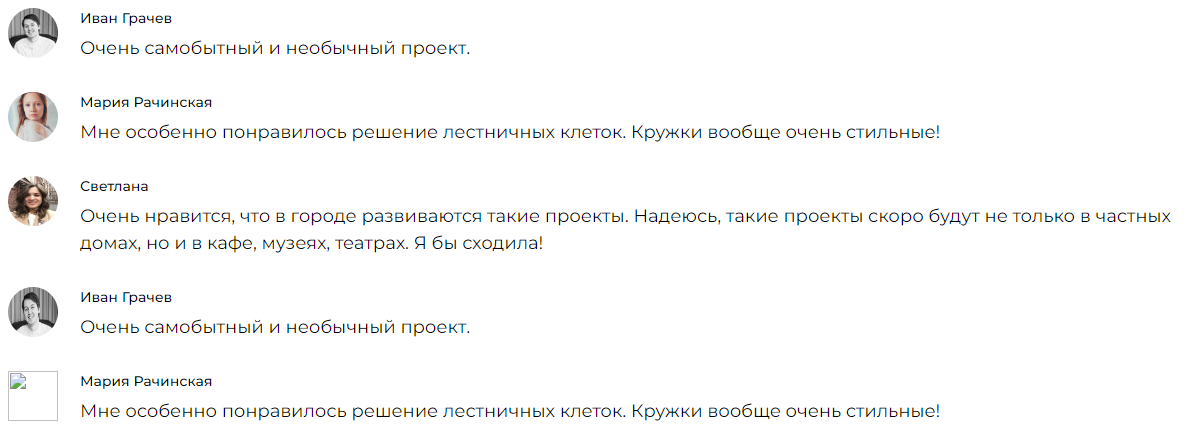 Иван Грачев
Очень самобытный и необычный проект.
Мария Рачинская
Мне особенно понравилось решение лестничных клеток. Кружки вообще очень стильные!
Светлана
Очень нравится, что в городе развиваются такие проекты. Надеюсь, такие проекты скоро будут не только в частных
домах, но и в кафе, музеях, театрах. Я бы сходила!
Иван Грачев
Очень самобытный и необычный проект.
Мария Рачинская
Мне особенно понравилось решение лестничных клеток. Кружки вообще очень стильные!